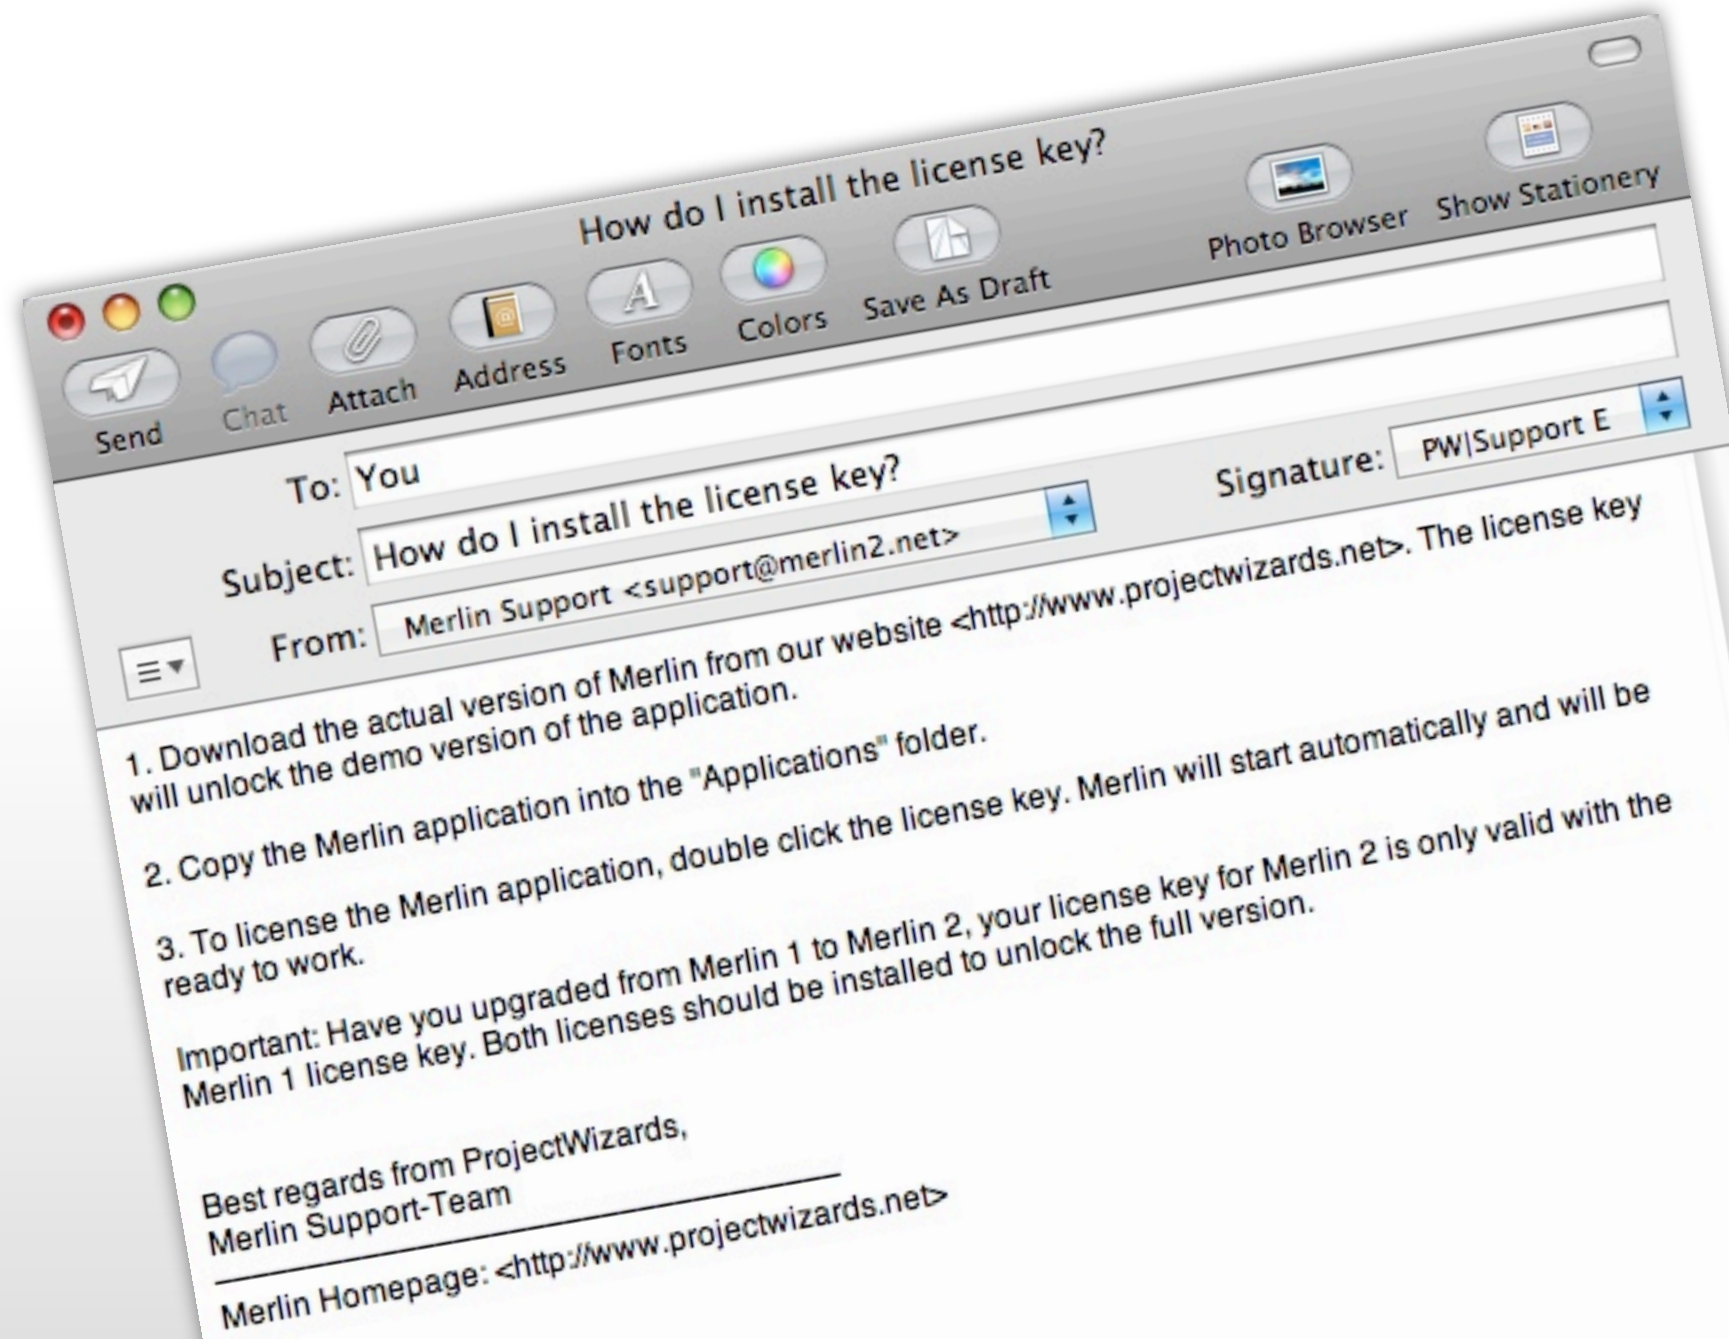 How do I install the license key?
Send
Chat
Attach
Address
Fonts
Colors
Save As Draft
Photo Browser
Show Stationery
To: You
Subject: How do I install the license key?
From: Merlin Support <support@merlin2.net>
Signature: PW|Support E
1. Download the actual version of Merlin from our website <http://www.projectwizards.net>. The license key
will unlock the demo version of the application.
2. Copy the Merlin application into the "Applications" folder.
3. To license the Merlin application, double click the license key. Merlin will start automatically and will be
ready to work.
Important: Have you upgraded from Merlin 1 to Merlin 2, your license key for Merlin 2 is only valid with the
Merlin 1 license key. Both licenses should be installed to unlock the full version.
Best regards from ProjectWizards,
Merlin Support-Team
Merlin Homepage: <http://www.projectwizards.net>